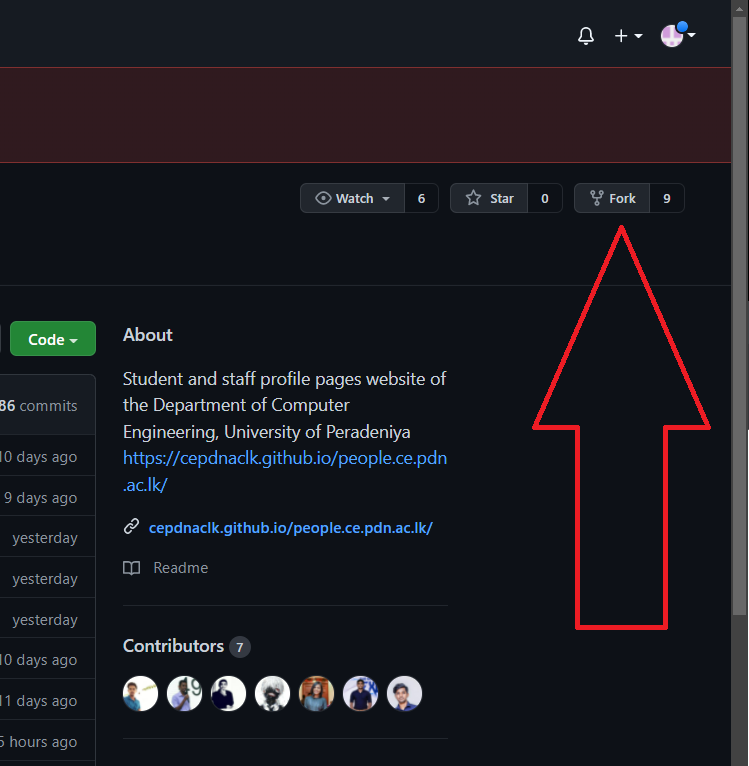 Watch 6 Star 0 Fork 9
Code
About
Student and staff profile pages website of
the Department of Computer
Engineering, University of Peradeniya
https://cepdnaclk.github.io/people.ce.pdn
.ac.lk/
cepdnaclk.github.io/people.ce.pdn.ac.lk/
Readme
Contributors 7
86 commits
10 days ago
9 days ago
yesterday
yesterday
yesterday
10 days ago
11 days ago
hours ago